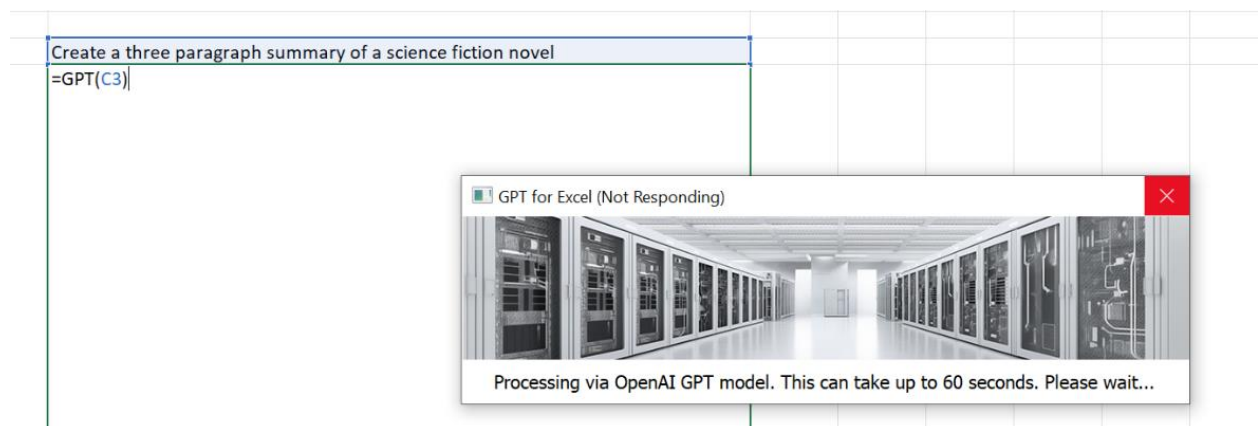 Create a three paragraph summary of a science fiction novel
=GPT(C3)
GPT for Excel (Not Responding)
Processing via OpenAI GPT model. This can take up to 60 seconds. Please wait...